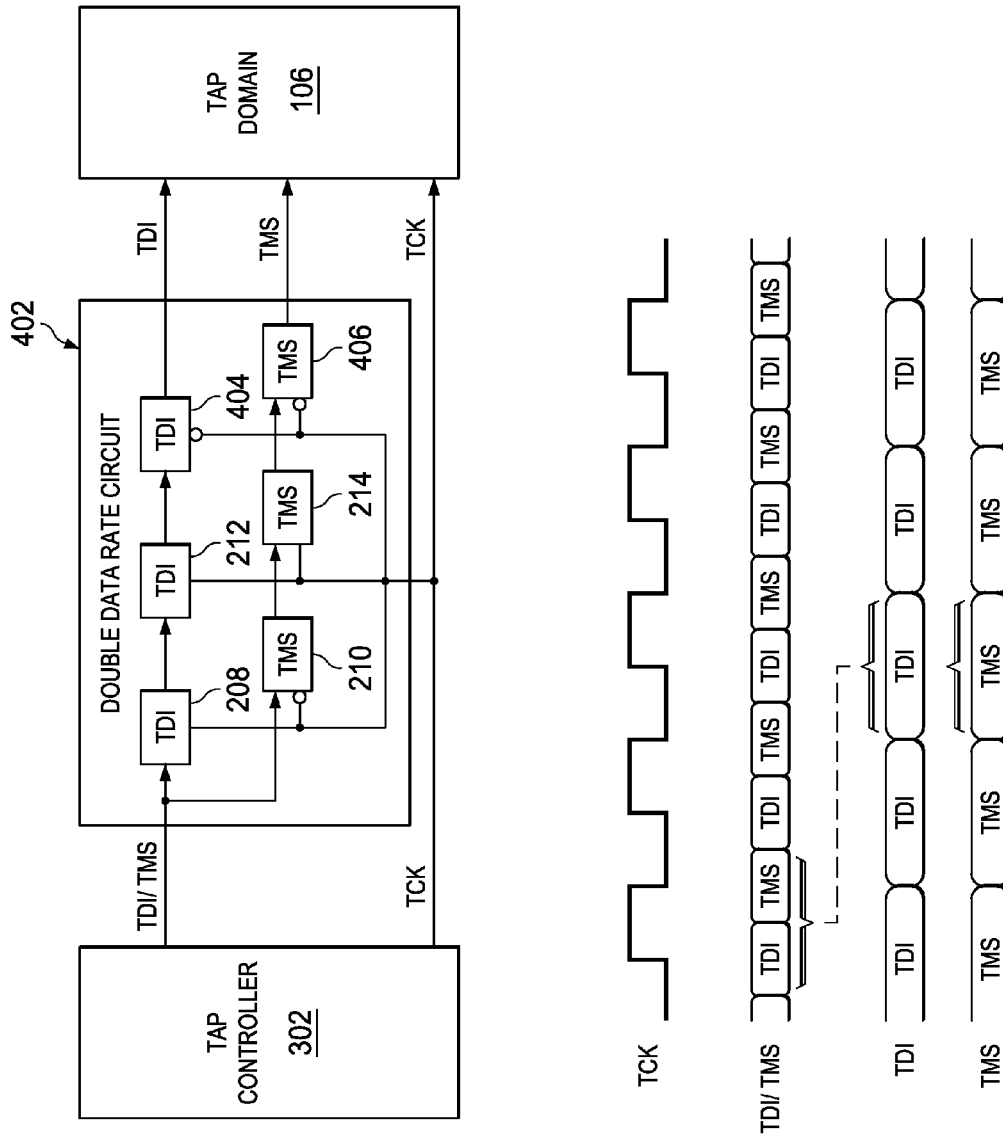 TAP
CONTROLLER
302
TDI/ TMS
TCK
DOUBLE DATA RATE CIRCUIT
402
TDI
208
TDI
212
TDI
404
TMS
210
TMS
214
TMS
406
TDI
TMS
TCK
TAP
DOMAIN
106
TCK
TDI/ TMS
TDI TMS TDI TMS TDI TMS TDI TMS TDI TMS
TDI
TDI TDI TDI TDI TDI
TMS
TMS TMS TMS TMS TMS